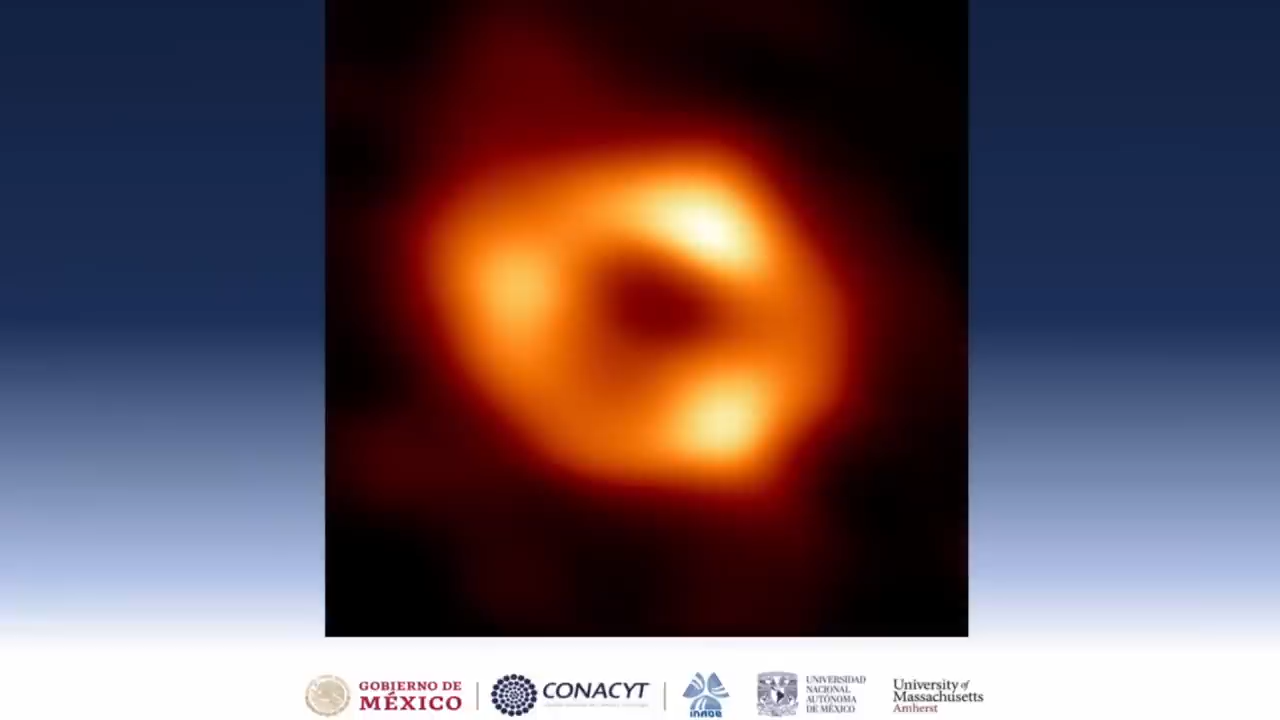 GOBIERNO DE
MÉXICO
CONACYT
INAOE
UNIVERSIDAD
NACIONAL
AUTÓNOMA
DE MÉXICO
University of
Massachusetts
Amherst